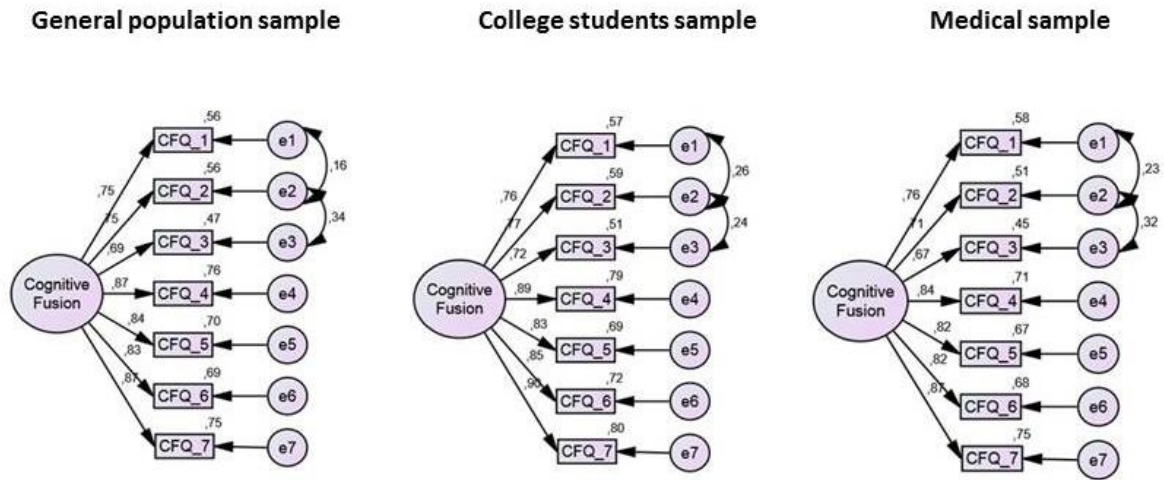 General population sample
College students sample
Medical sample
,56
CFQ_1
e1
,16
,75
,56
CFQ_2
e2
,34
,75
,47
CFQ_3
e3
,69
,76
Cognitive
Fusion
,87
CFQ_4
e4
,70
,84
CFQ_5
e5
,69
,83
CFQ_6
e6
,75
,87
CFQ_7
e7
,57
CFQ_1
e1
,26
,76
,59
CFQ_2
e2
,24
,77
,51
CFQ_3
e3
,72
,79
Cognitive
Fusion
,89
CFQ_4
e4
,69
,83
CFQ_5
e5
,72
,85
CFQ_6
e6
,80
,90
CFQ_7
e7
,58
CFQ_1
e1
,23
,76
,51
CFQ_2
e2
,32
,71
,45
CFQ_3
e3
,67
,71
Cognitive
Fusion
,84
CFQ_4
e4
,67
,82
CFQ_5
e5
,68
,82
CFQ_6
e6
,75
,87
CFQ_7
e7